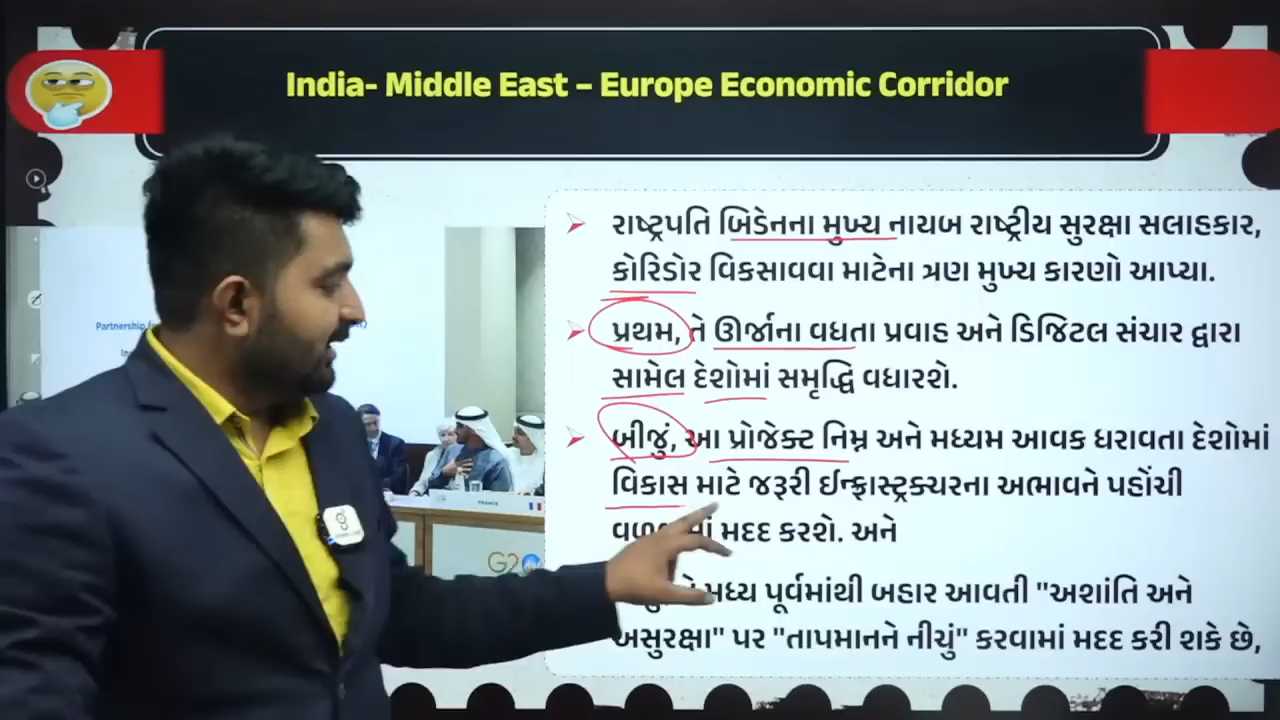 India- Middle East – Europe Economic Corridor
રાષ્ટ્રપતિ બિડેનના મુખ્ય નાયબ રાષ્ટ્રીય સુરક્ષા સલાહકાર,
કોરિડોર વિકસાવવા માટેના ત્રણ મુખ્ય કારણો આપ્યા.
પ્રથમ, તે ઊર્જાના વધતા પ્રવાહ અને ડિજિટલ સંચાર દ્વારા
સામેલ દેશોમાં સમૃદ્ધિ વધારશે.
બીજું, આ પ્રોજેક્ટ નિમ્ન અને મધ્યમ આવક ધરાવતા દેશોમાં
વિકાસ માટે જરૂરી ઈન્ફ્રાસ્ટ્રક્ચરના અભાવને પહોંચી
મદદ કરશે. અને
મધ્ય પૂર્વમાંથી બહાર આવતી "અશાંતિ અને
અસુરક્ષા" પર "તાપમાનને નીચું" કરવામાં મદદ કરી શકે છે,
Partnership
FRANCE
G20